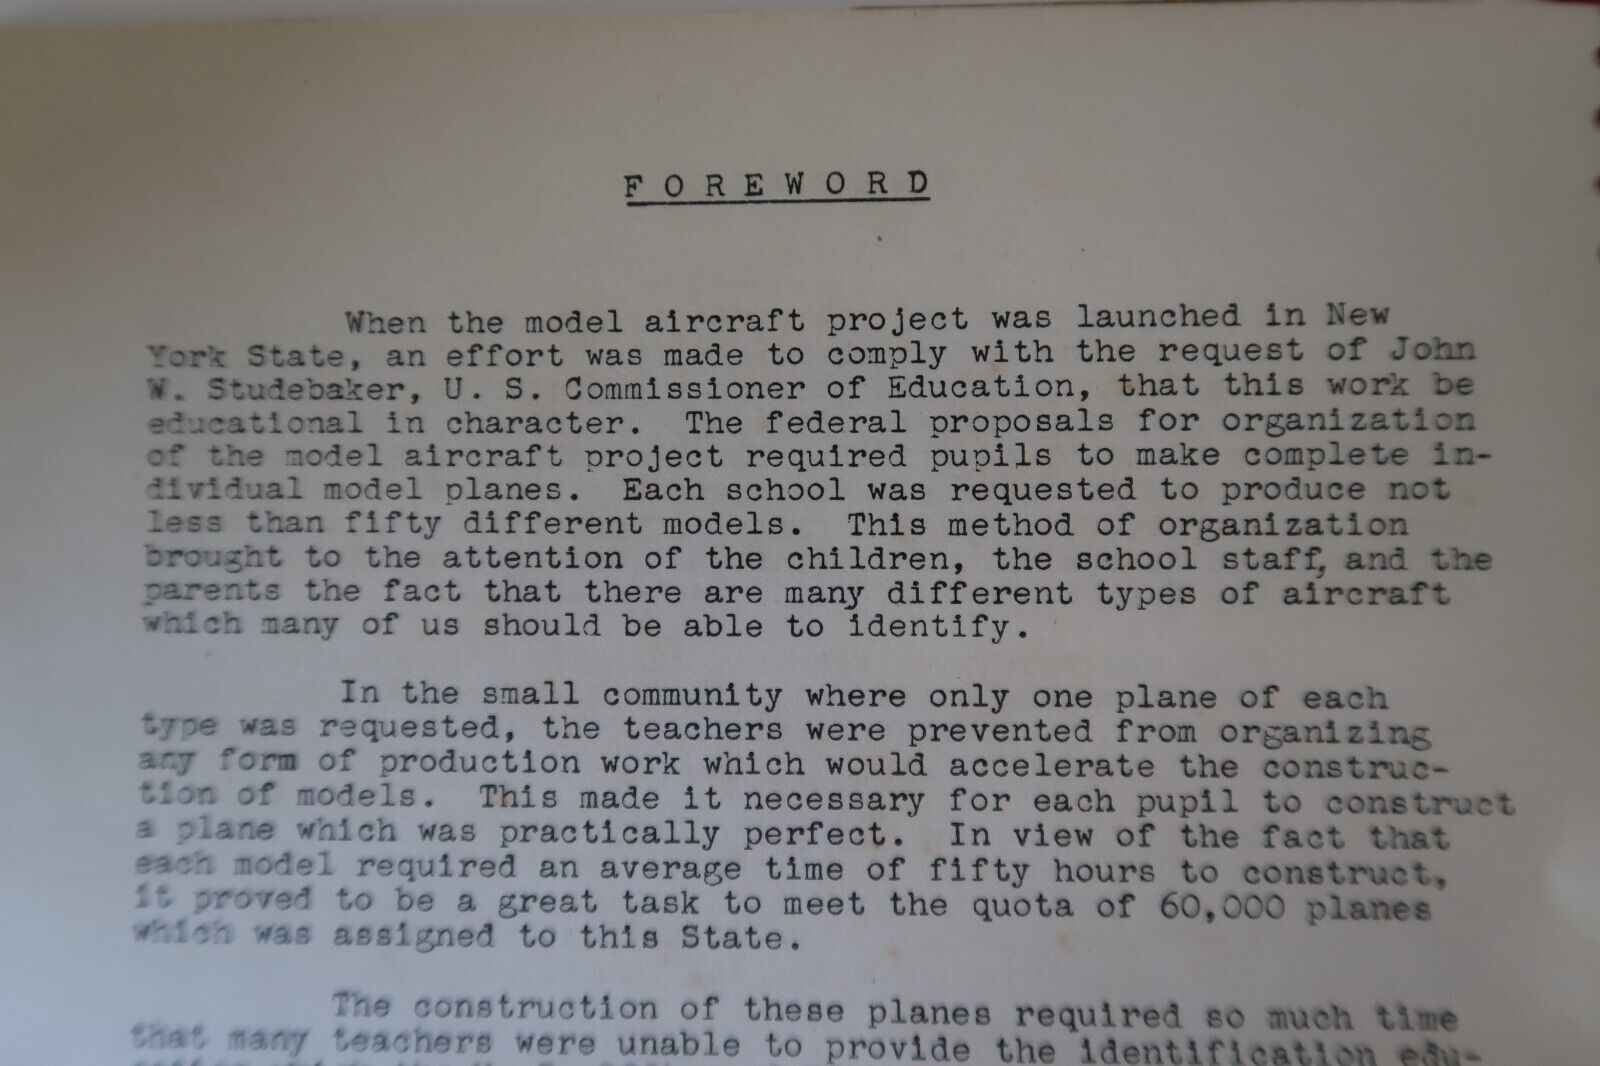 F O R E W O R D
When the model aircraft project was launched in New
York State, an effort was made to comply with the request of John
W. Studebaker, U. S. Commissioner of Education, that this work be
educational in character. The federal proposals for organization
of the model aircraft project required pupils to make complete in-
dividual model planes. Each school was requested to produce not
less than fifty different models. This method of organization
brought to the attention of the children, the school staff, and the
parents the fact that there are many different types of aircraft
which many of us should be able to identify.
In the small community where only one plane of each
type was requested, the teachers were prevented from organizing
any form of production work which would accelerate the construc-
tion of models. This made it necessary for each pupil to construct
a plane which was practically perfect. In view of the fact that
each model required an average time of fifty hours to construct,
it proved to be a great task to meet the quota of 60,000 planes
which was assigned to this State.
The construction of these planes required so much time
that many teachers were unable to provide the identification edu-